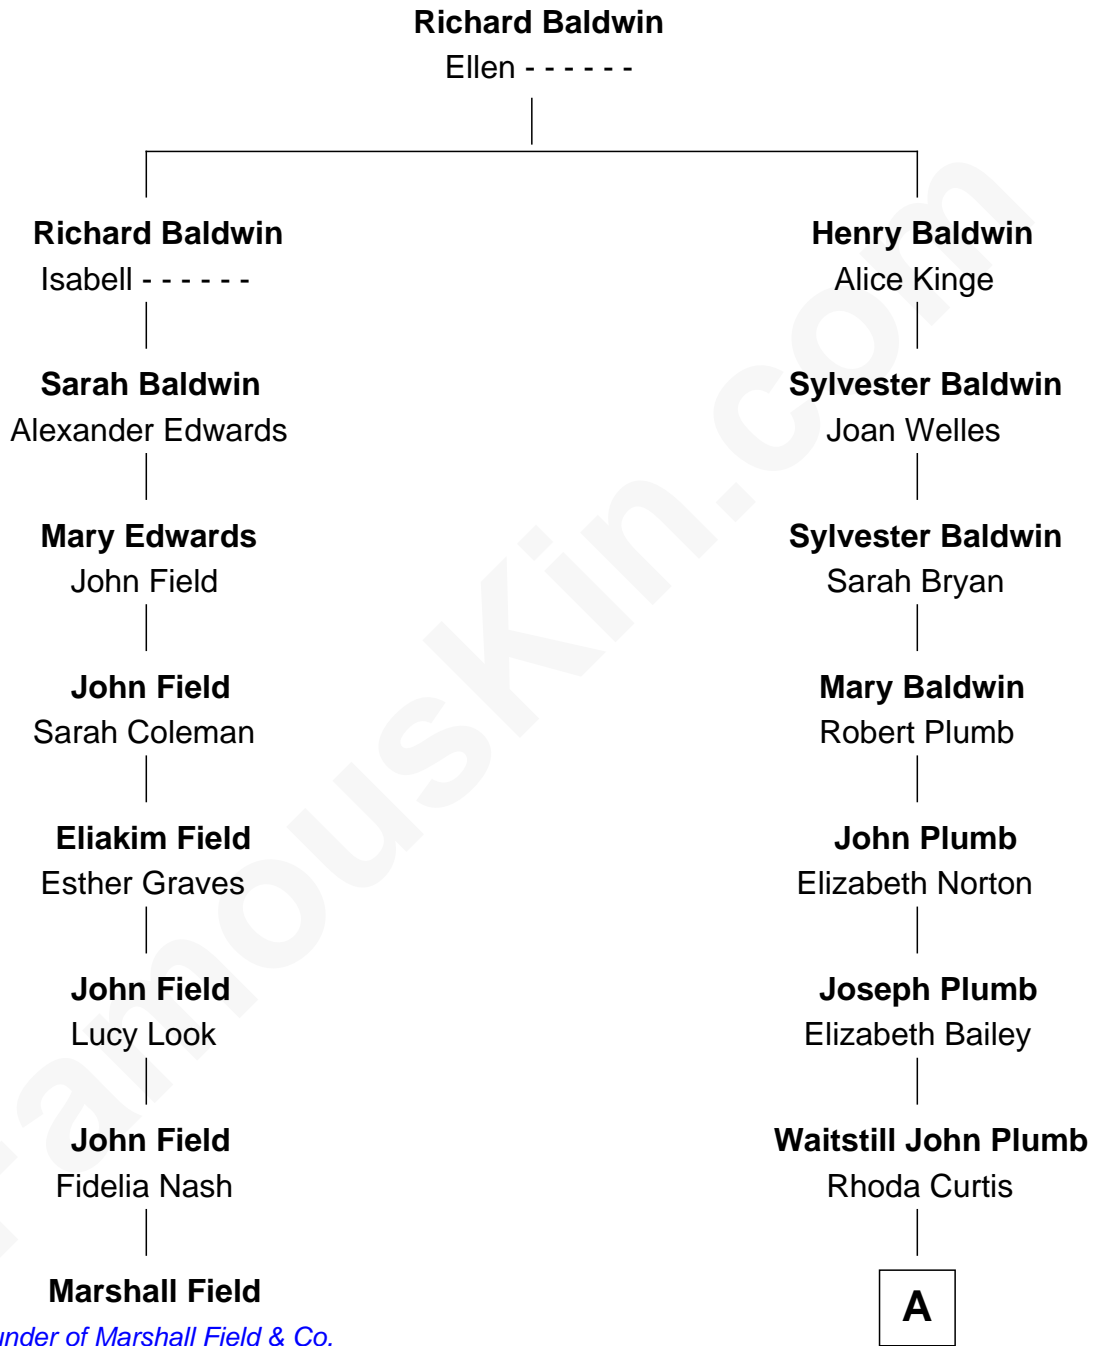 Richard Baldwin
Ellen - - - - - -
Richard Baldwin
Isabell - - - - - -
Henry Baldwin
Alice Kinge
Sarah Baldwin
Alexander Edwards
Sylvester Baldwin
Joan Welles
Mary Edwards
John Field
Sylvester Baldwin
Sarah Bryan
John Field
Sarah Coleman
Mary Baldwin
Robert Plumb
Eliakim Field
Esther Graves
John Plumb
Elizabeth Norton
John Field
Lucy Look
Joseph Plumb
Elizabeth Bailey
John Field
Fidelia Nash
Waitstill John Plumb
Rhoda Curtis
Marshall Field
under of Marshall Field & Co.
A
FamousKin.com